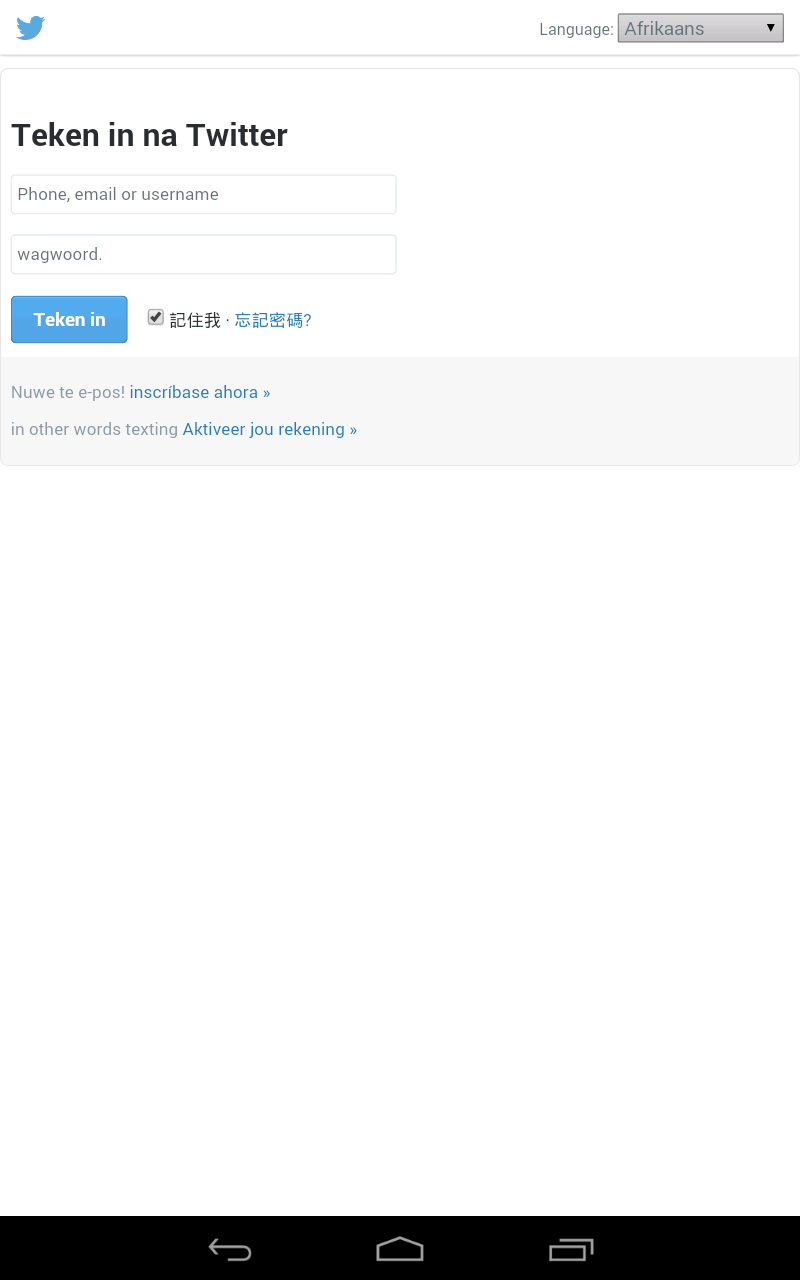 Language: Afrikaans
Teken in na Twitter
Phone, email or username
wagwoord.
Teken in 記住我 · 忘記密碼?
Nuwe te e-pos! inscríbase ahora »
in other words texting Aktiveer jou rekening »